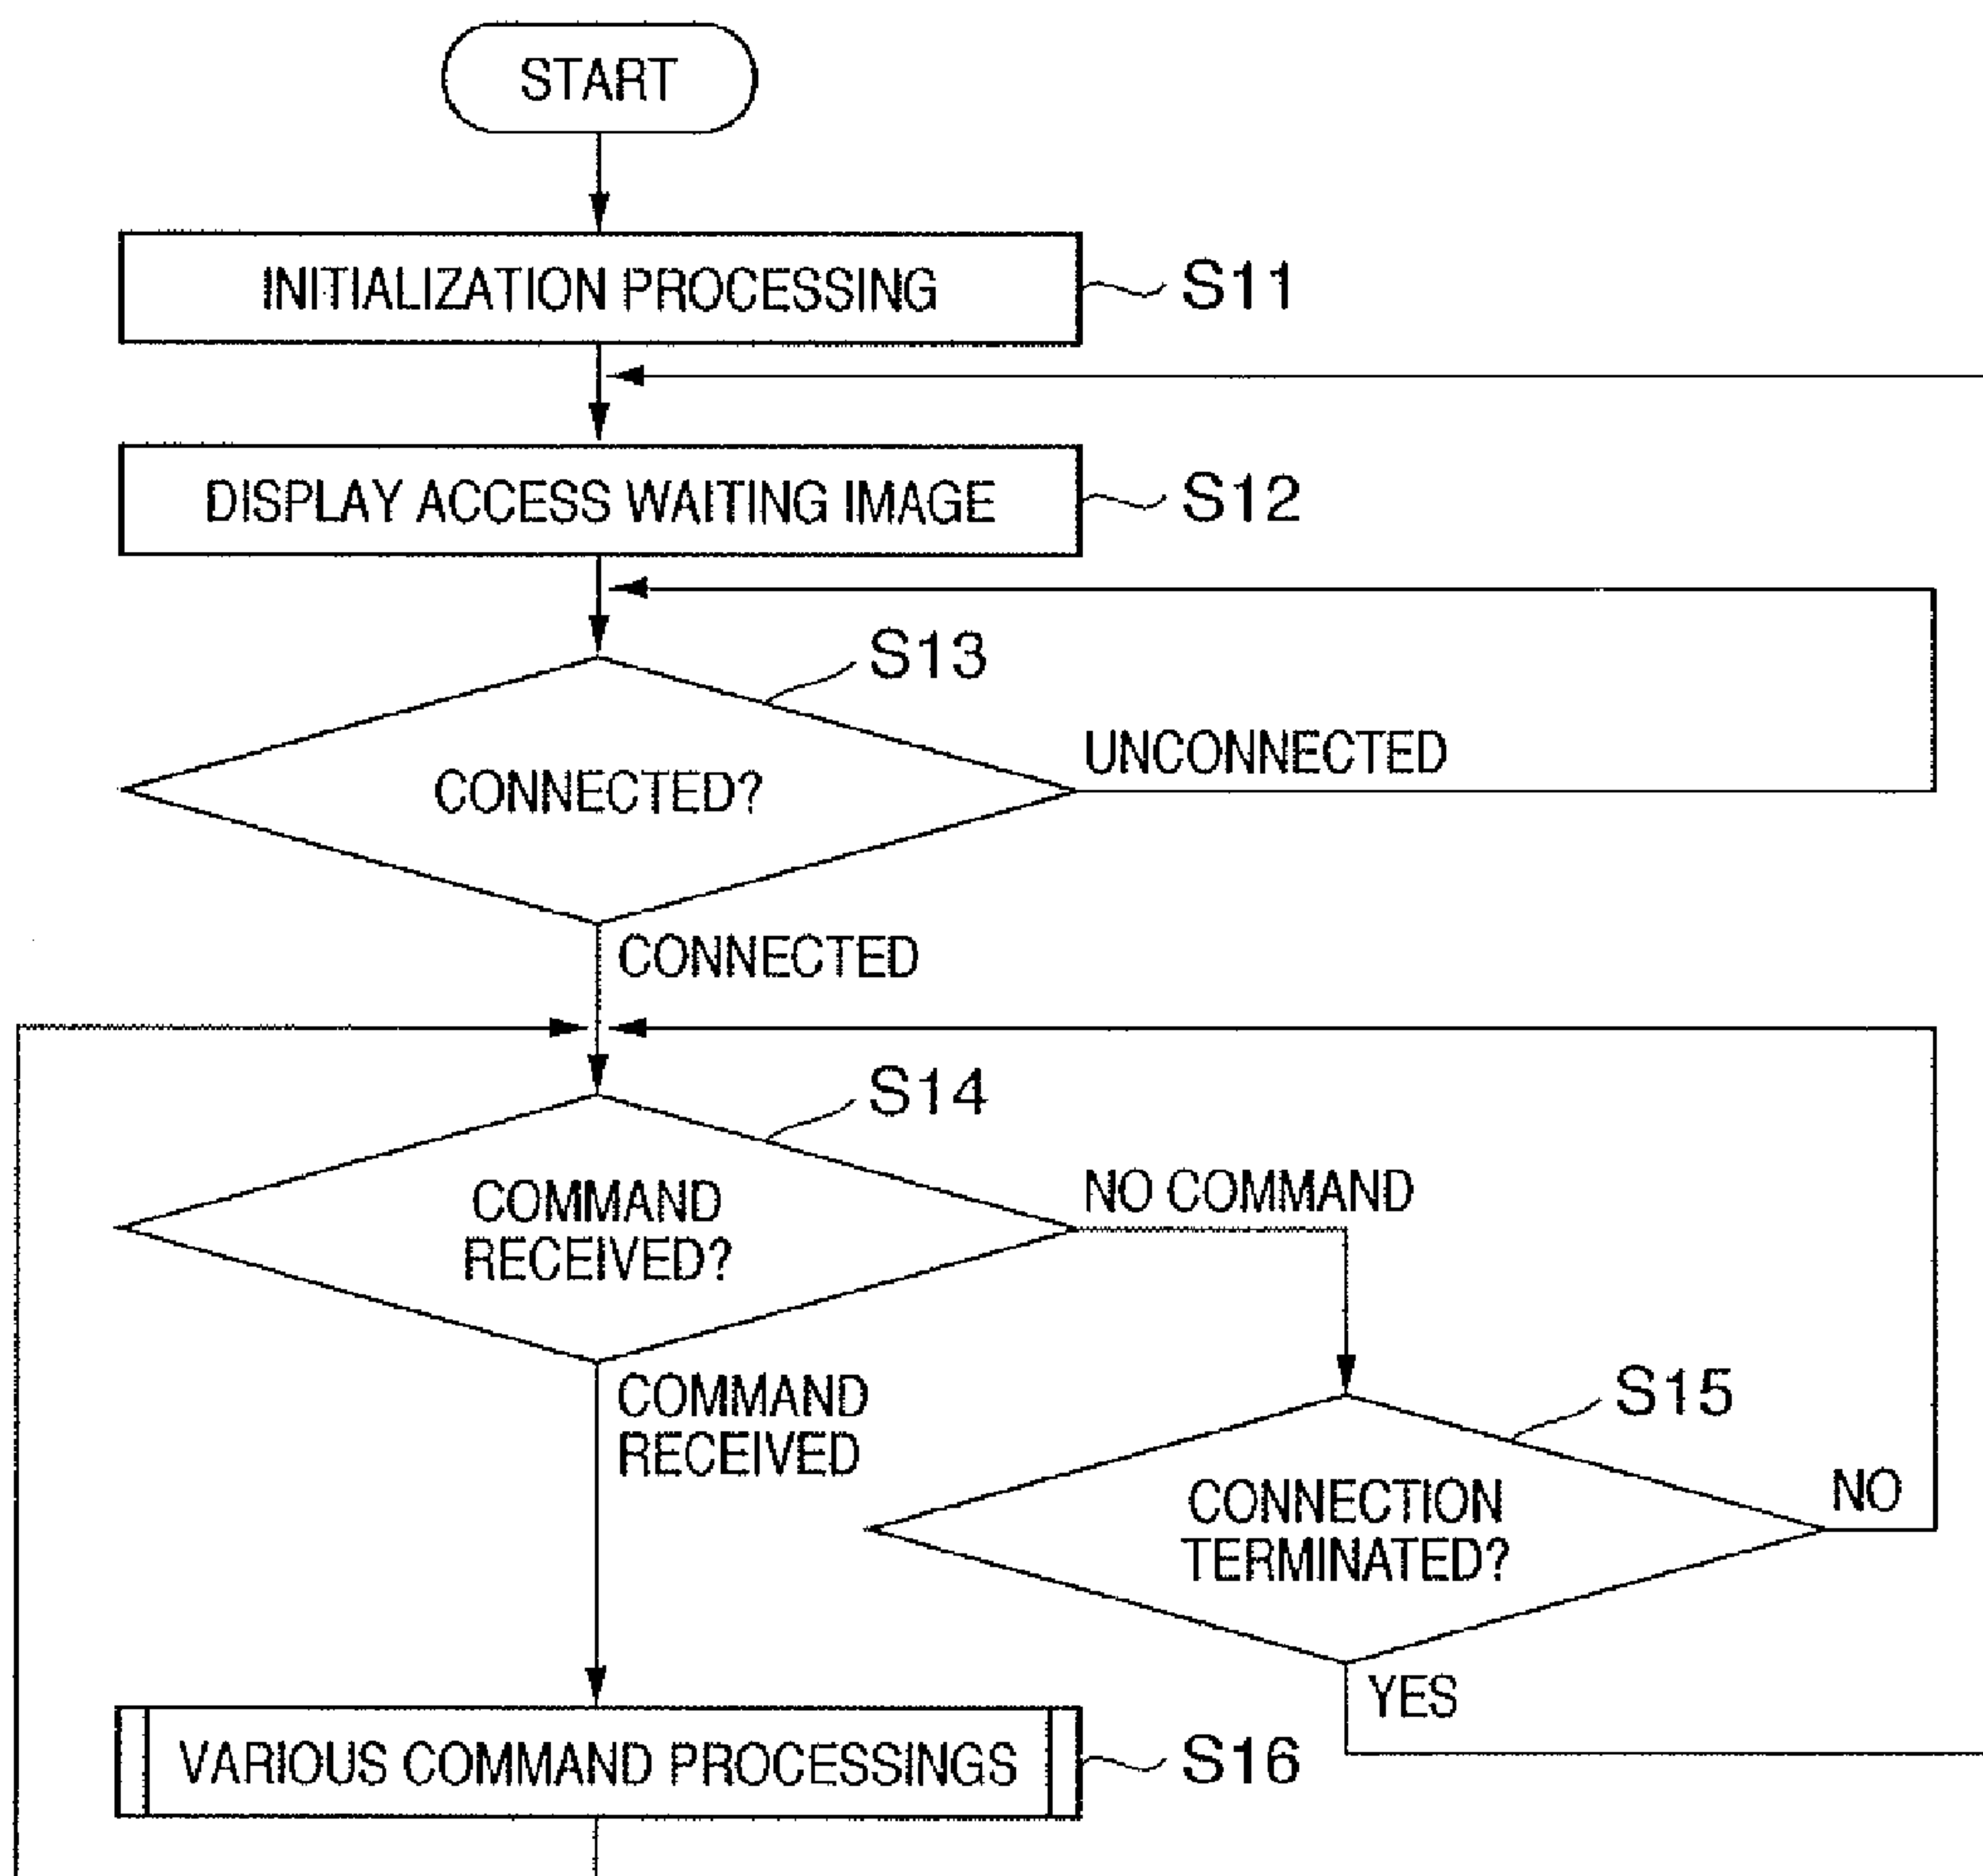 START
INITIALIZATION PROCESSING
S11
DISPLAY ACCESS WAITING IMAGE
S12
S13
CONNECTED?
UNCONNECTED
CONNECTED
S14
COMMAND
RECEIVED?
NO COMMAND
COMMAND
RECEIVED
S15
CONNECTION
TERMINATED?
NO
YES
VARIOUS COMMAND PROCESSINGS
S16